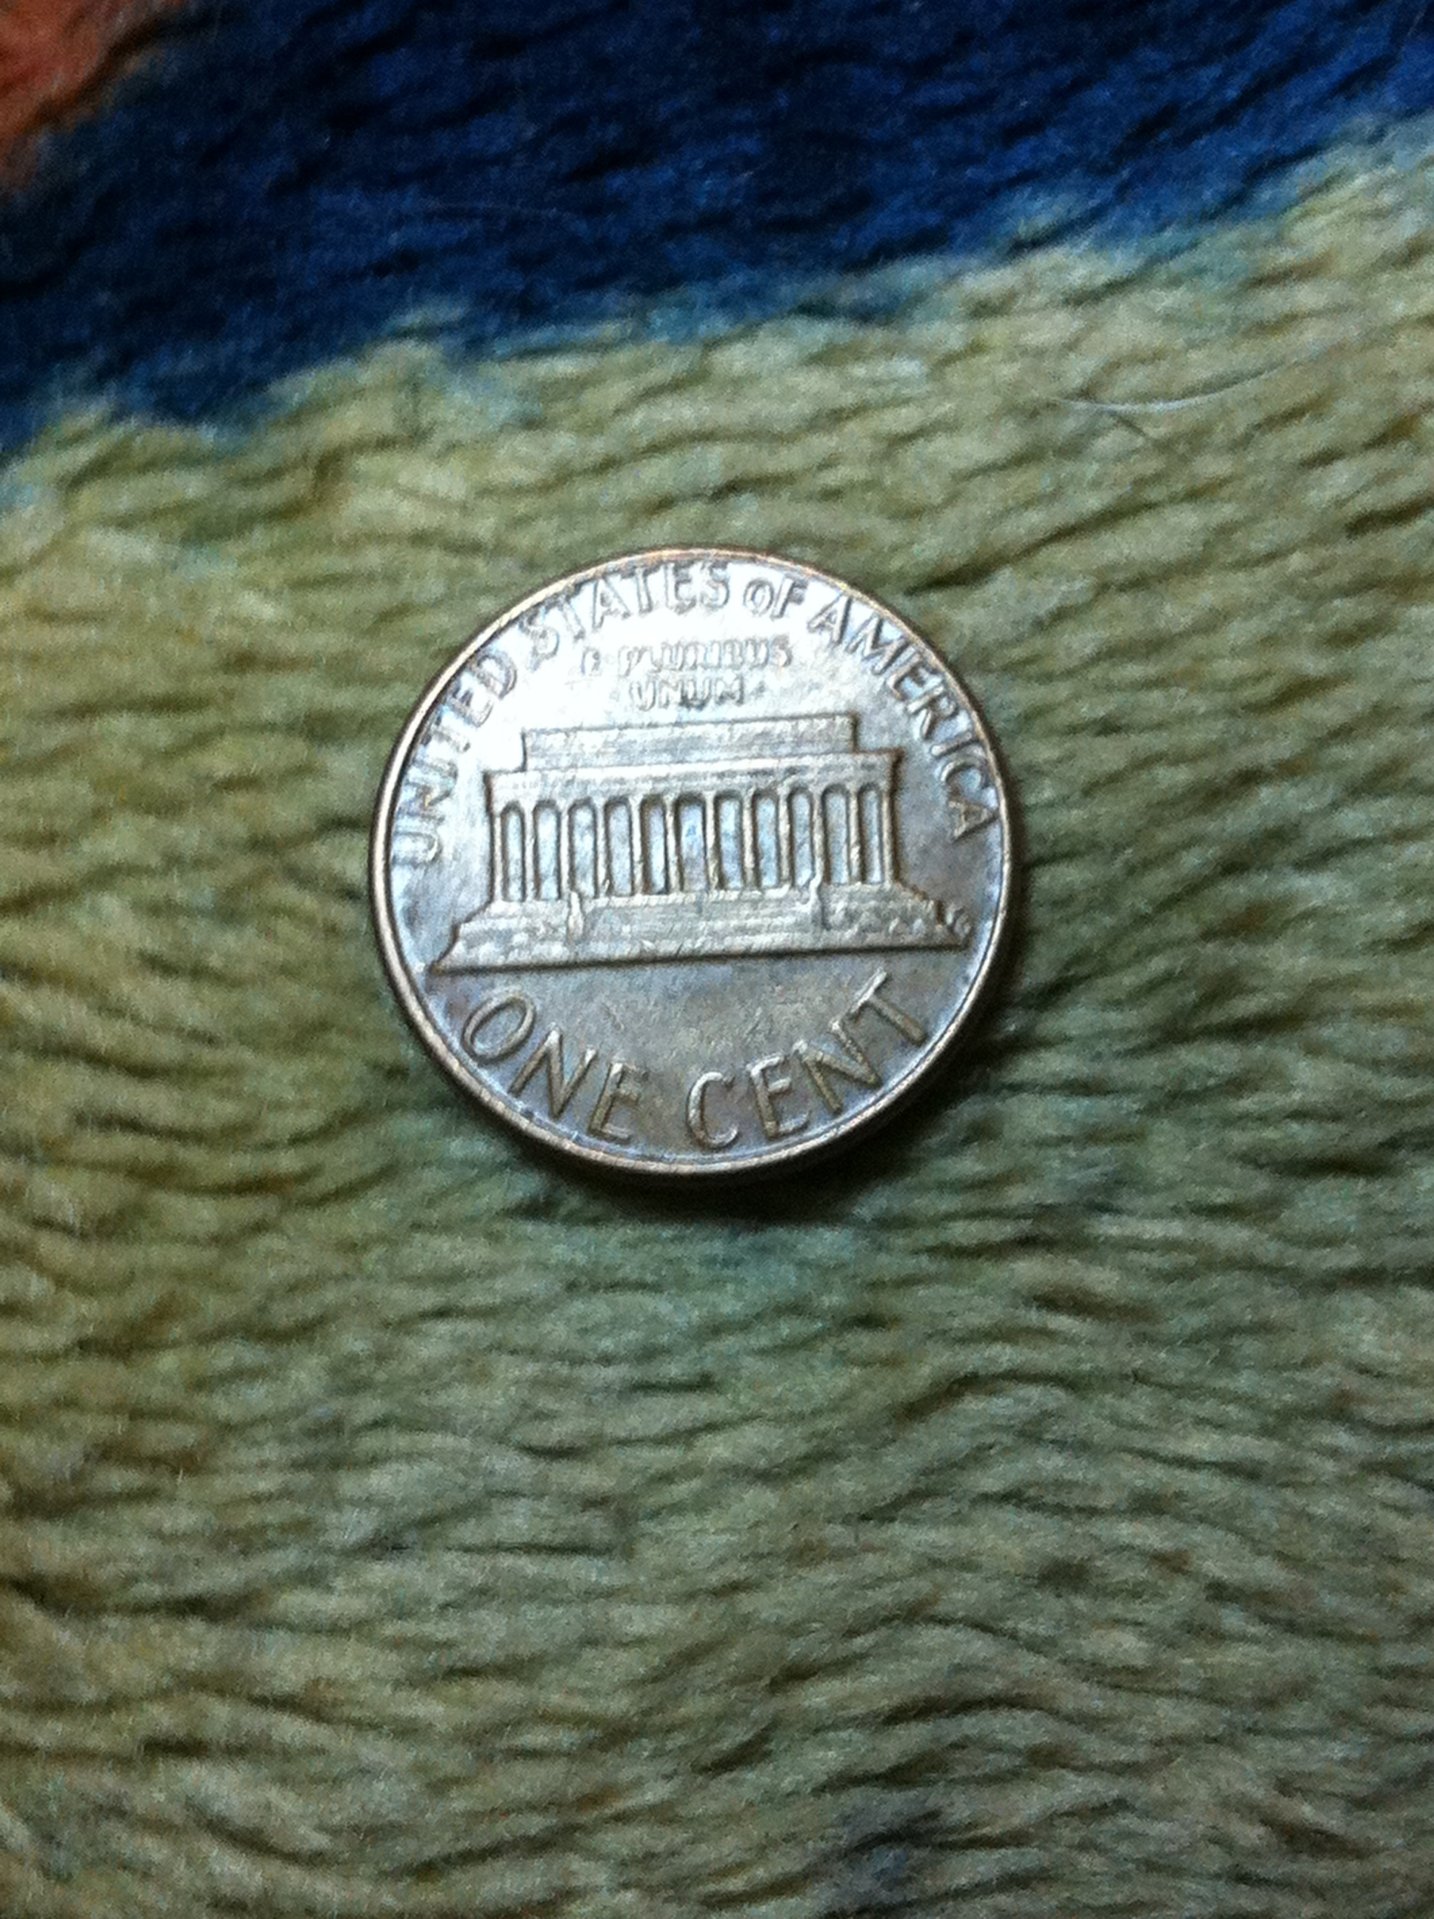 UNITED STATES OF AMERICA
E PLURIBUS
UNUM
ONE CENT